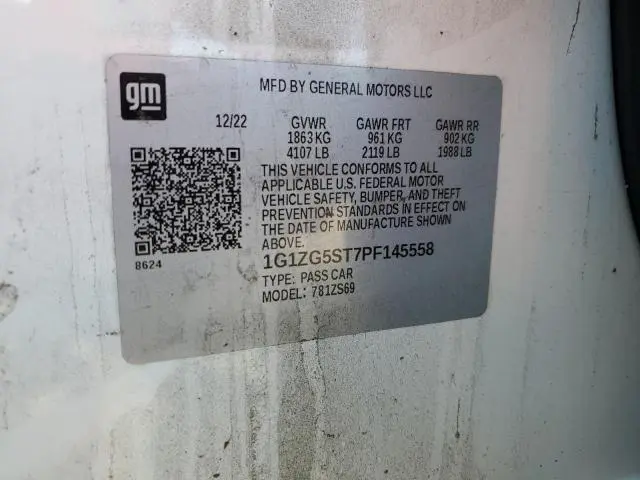 gm
MFD BY GENERAL MOTORS LLC
12/22 GVWR GAWR FRT GAWR RR
1863 KG 961 KG 902 KG
4107 LB 2119 LB 1988 LB
THIS VEHICLE CONFORMS TO ALL
APPLICABLE U.S. FEDERAL MOTOR
VEHICLE SAFETY, BUMPER, AND THEFT
PREVENTION STANDARDS IN EFFECT ON
THE DATE OF MANUFACTURE SHOWN
ABOVE.
8624
1G1ZG5ST7PF145558
TYPE: PASS CAR
MODEL: 781ZS69